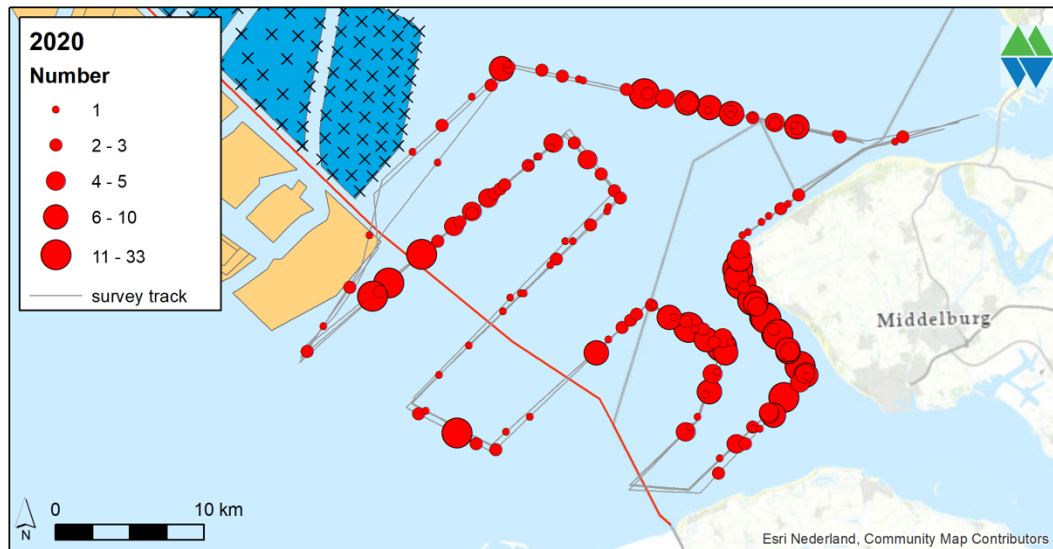 2020
Number
1
2 - 3
4 - 5
6 - 10
11 - 33
survey track
Middelburg
0 10 km
N
Esri Nederland, Community Map Contributors